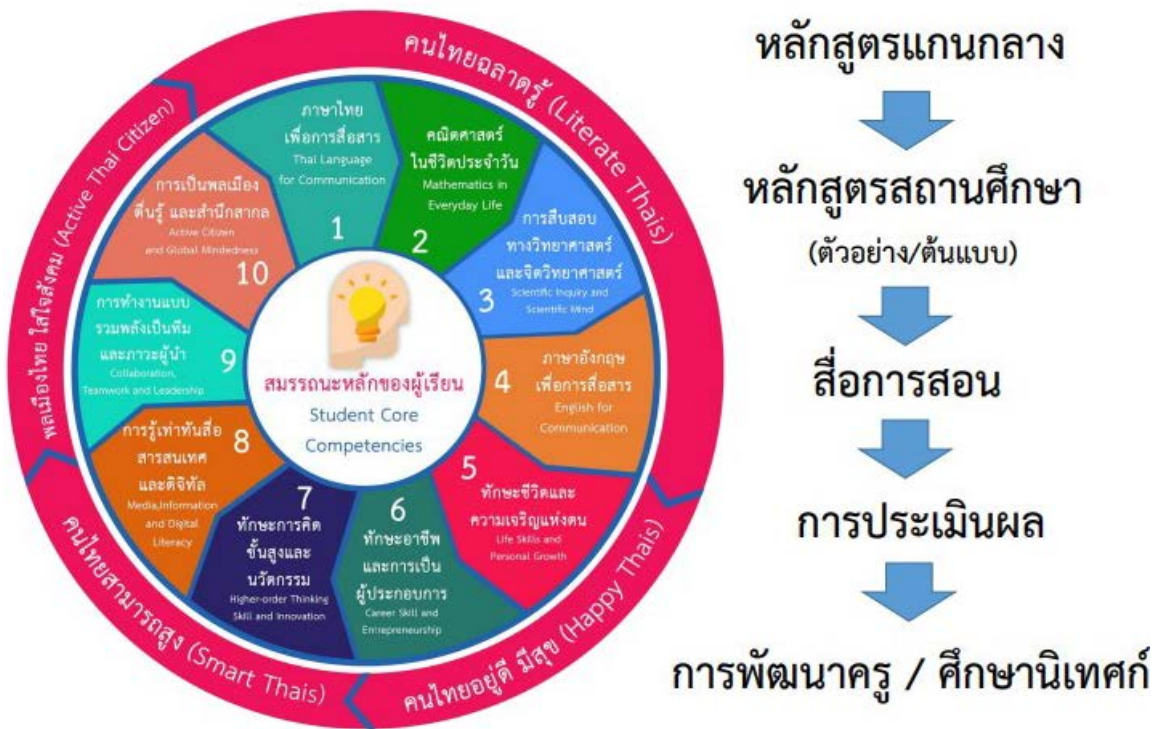 คนไทยฉลาดรู้ (Literate Thais)
คนไทยอยู่ดี มีสุข (Happy Thais)
คนไทยสามารถสูง (Smart Thais)
พลเมืองไทย ใส่ใจสังคม (Active Thai Citizen)
ภาษาไทย
เพื่อการสื่อสาร
Thai Language
for Communication
1
คณิตศาสตร์
ในชีวิตประจำวัน
Mathematics in
Everyday Life
2
การสืบสอบ
ทางวิทยาศาสตร์
และจิตวิทยาศาสตร์
Scientific Inquiry and
Scientific Mind
3
ภาษาอังกฤษ
เพื่อการสื่อสาร
English for
Communication
4
5
ทักษะชีวิตและ
ความเจริญแห่งตน
Life Skills and
Personal Growth
6
ทักษะอาชีพ
และการเป็น
ผู้ประกอบการ
Career Skill and
Entrepreneurship
7
ทักษะการคิด
ขั้นสูงและ
นวัตกรรม
Higher-order Thinking
Skill and Innovation
การรู้เท่าทันสื่อ
สารสนเทศ
และดิจิทัล
Media,Information
and Digital
Literacy
8
การทำงานแบบ
รวมพลังเป็นทีม
และภาวะผู้นำ
Collaboration,
Teamwork and Leadership
9
การเป็นพลเมือง
ตื่นรู้ และสำนึกสากล
Active Citizen
and Global Mindedness
10
สมรรถนะหลักของผู้เรียน
Student Core
Competencies
หลักสูตรแกนกลาง
หลักสูตรสถานศึกษา
(ตัวอย่าง/ต้นแบบ)
สื่อการสอน
การประเมินผล
การพัฒนาครู / ศึกษานิเทศก์